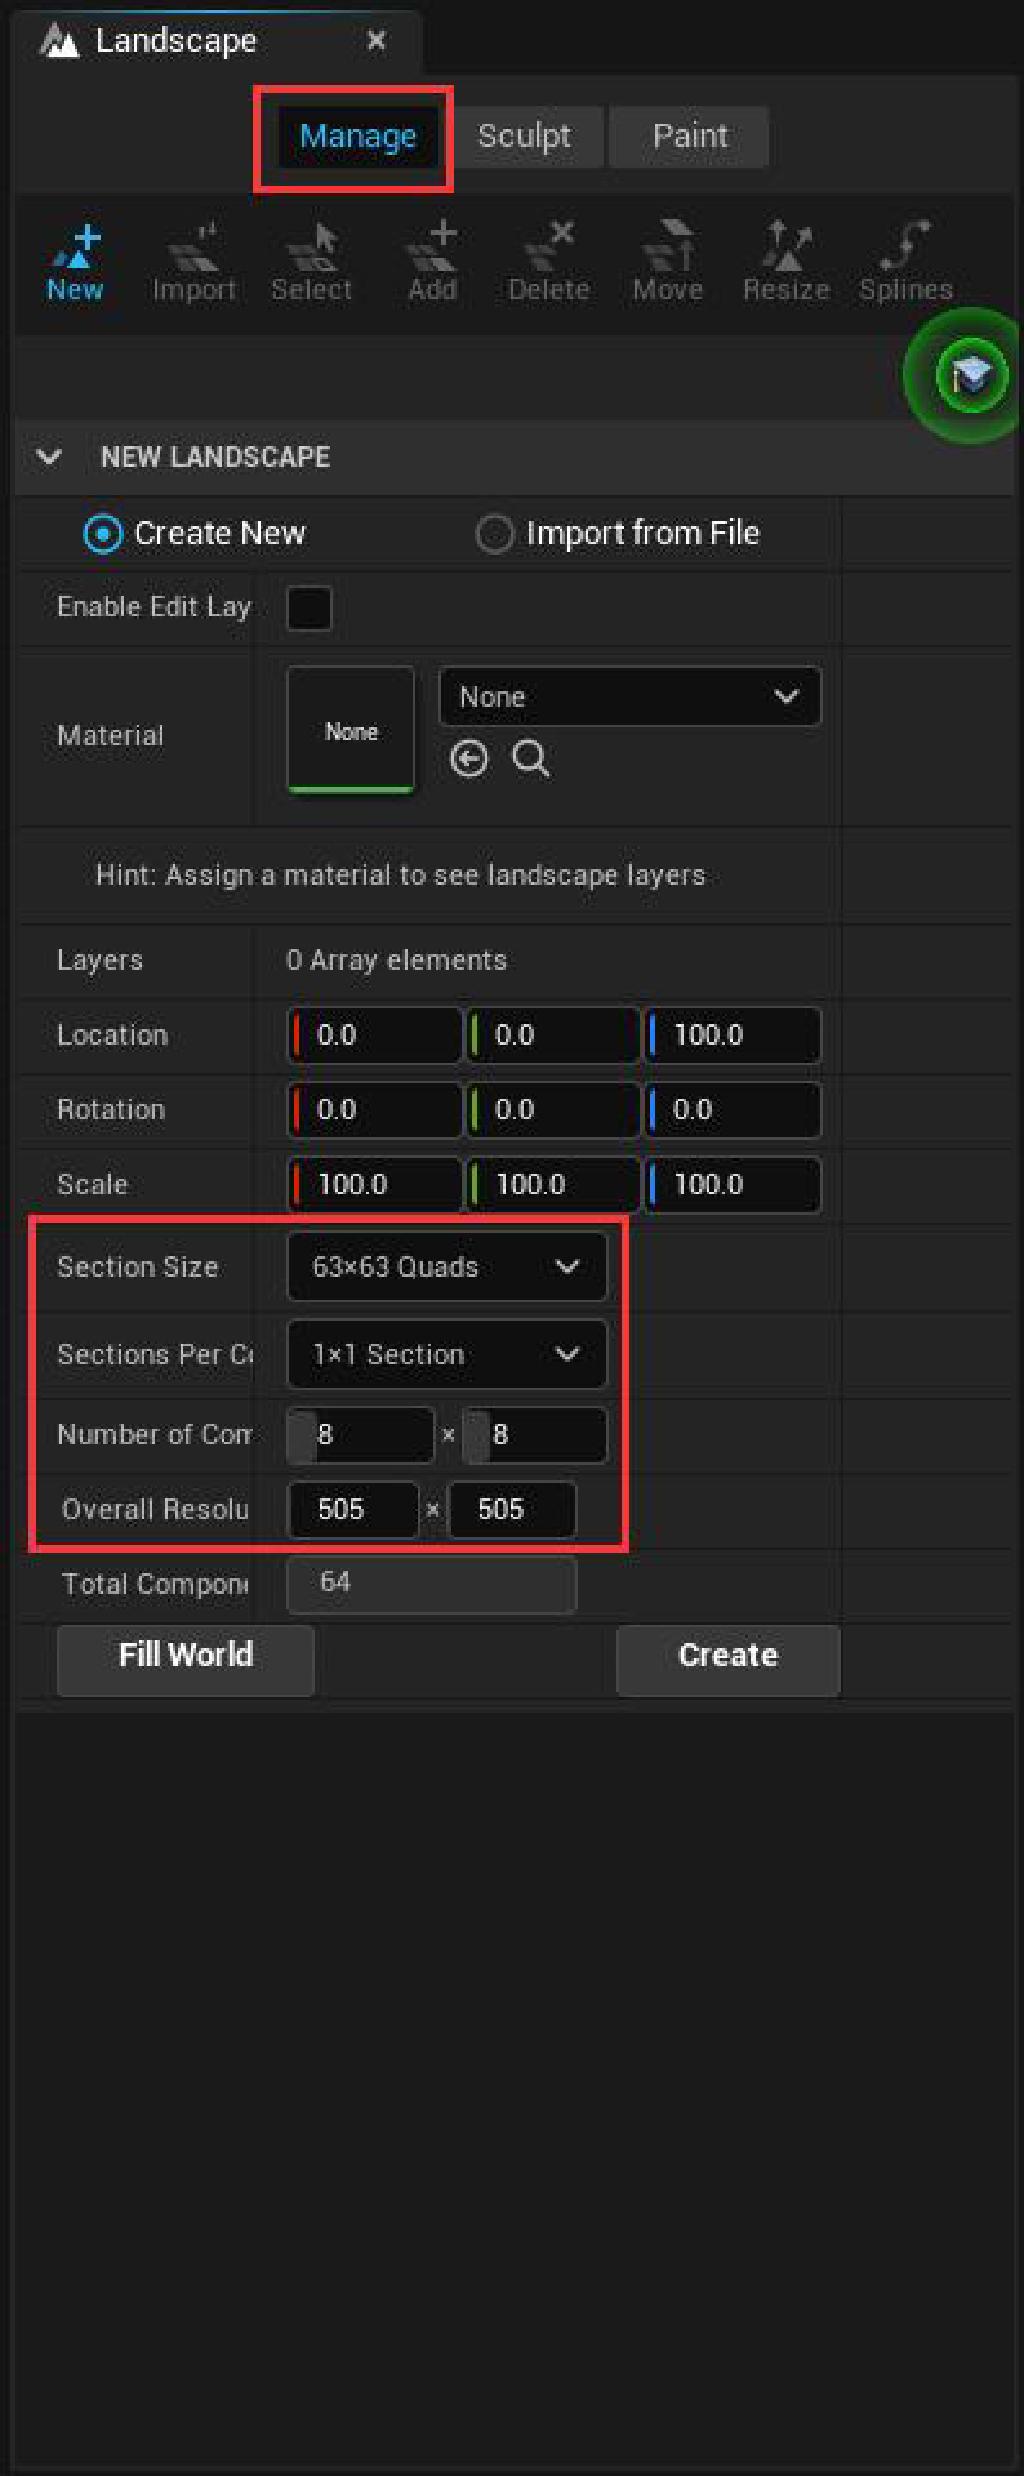 Landscape
Manage Sculpt Paint
New Import Select Add Delete Move Resize Splines
NEW LANDSCAPE
Create New Import from File
Enable Edit Lay
Material None None
Hint: Assign a material to see landscape layers
Layers 0 Array elements
Location 0.0 0.0 100.0
Rotation 0.0 0.0 0.0
Scale 100.0 100.0 100.0
Section Size 63×63 Quads
Sections Per Co 1×1 Section
Number of Com 8 × 8
Overall Resolu 505 × 505
Total Compone 64
Fill World Create